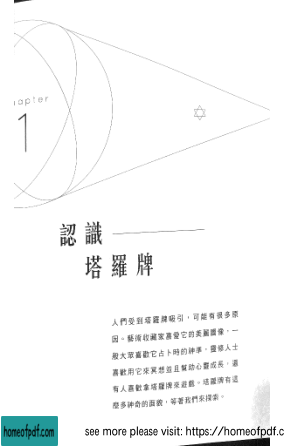 hapter
1
認識
塔羅牌
人們受到塔羅牌吸引，可能有很多原
因。藝術收藏家喜愛它的美麗圖像，一
般大眾喜歡它占卜時的神準，靈修人士
喜歡用它來冥想並且幫助心靈成長，還
有人喜歡拿塔羅牌來遊戲。塔羅牌有這
麼多神奇的面貌，等著我們來探索。
homeofpdf.com
see more please visit: https://homeofpdf.c